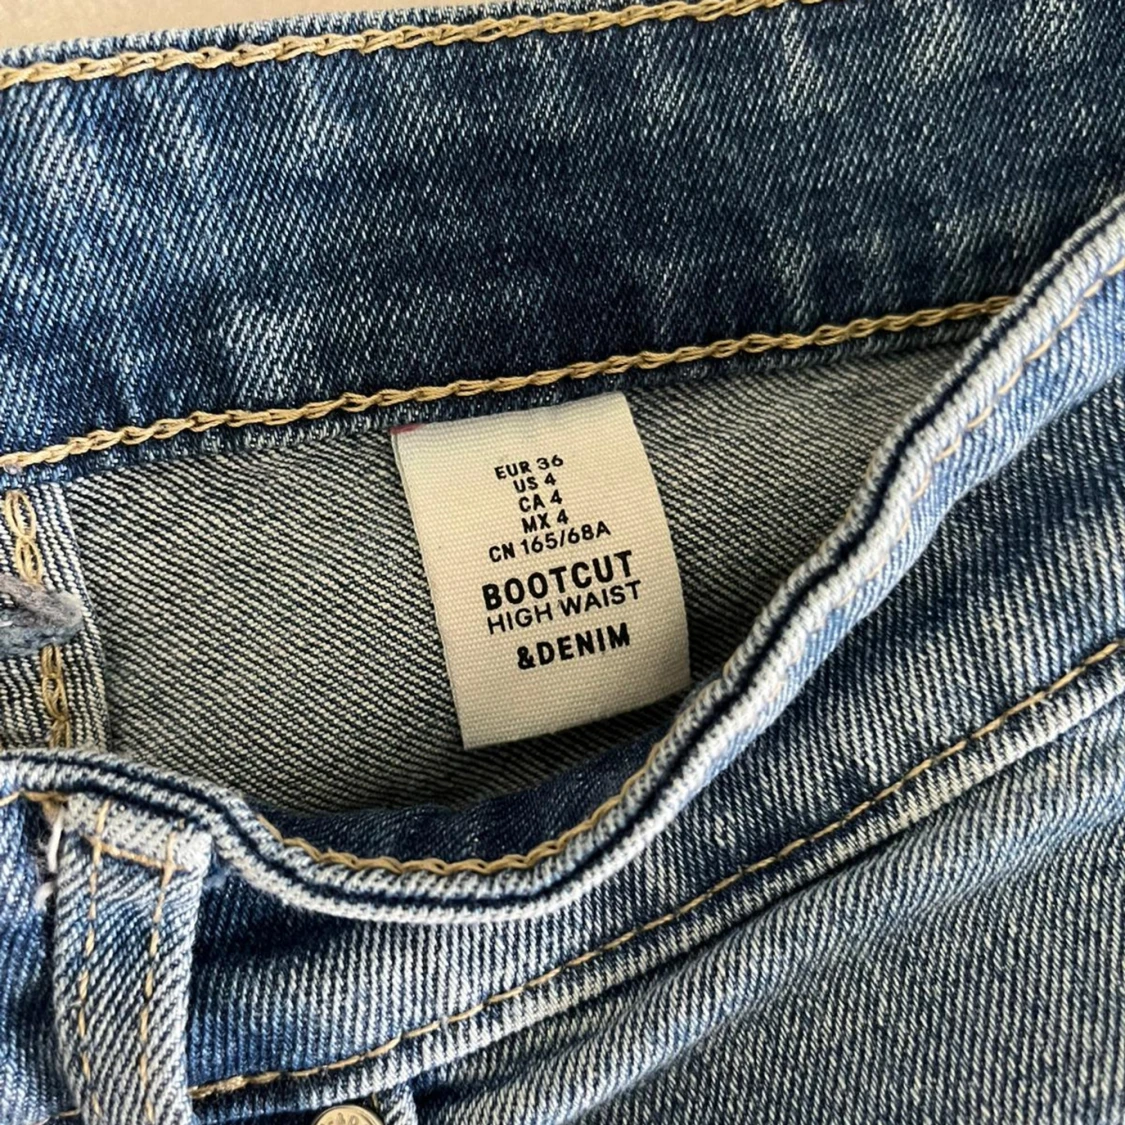 EUR 36
US 4
CA 4
MX 4
CN 165/68A
BOOTCUT
HIGH WAIST
&DENIM